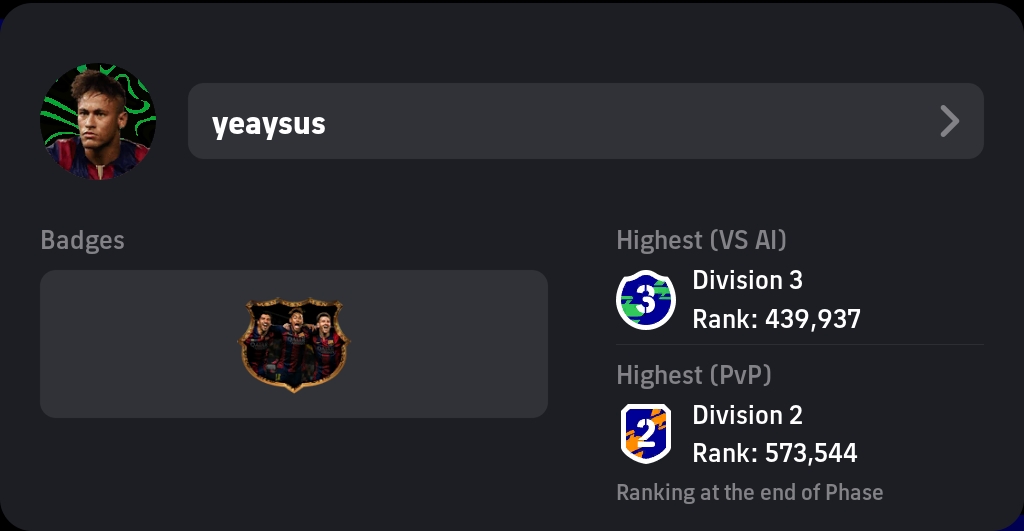 yeaysus
Badges
Highest (VS AI)
3
Division 3
Rank: 439,937
Highest (PvP)
2
Division 2
Rank: 573,544
Ranking at the end of Phase